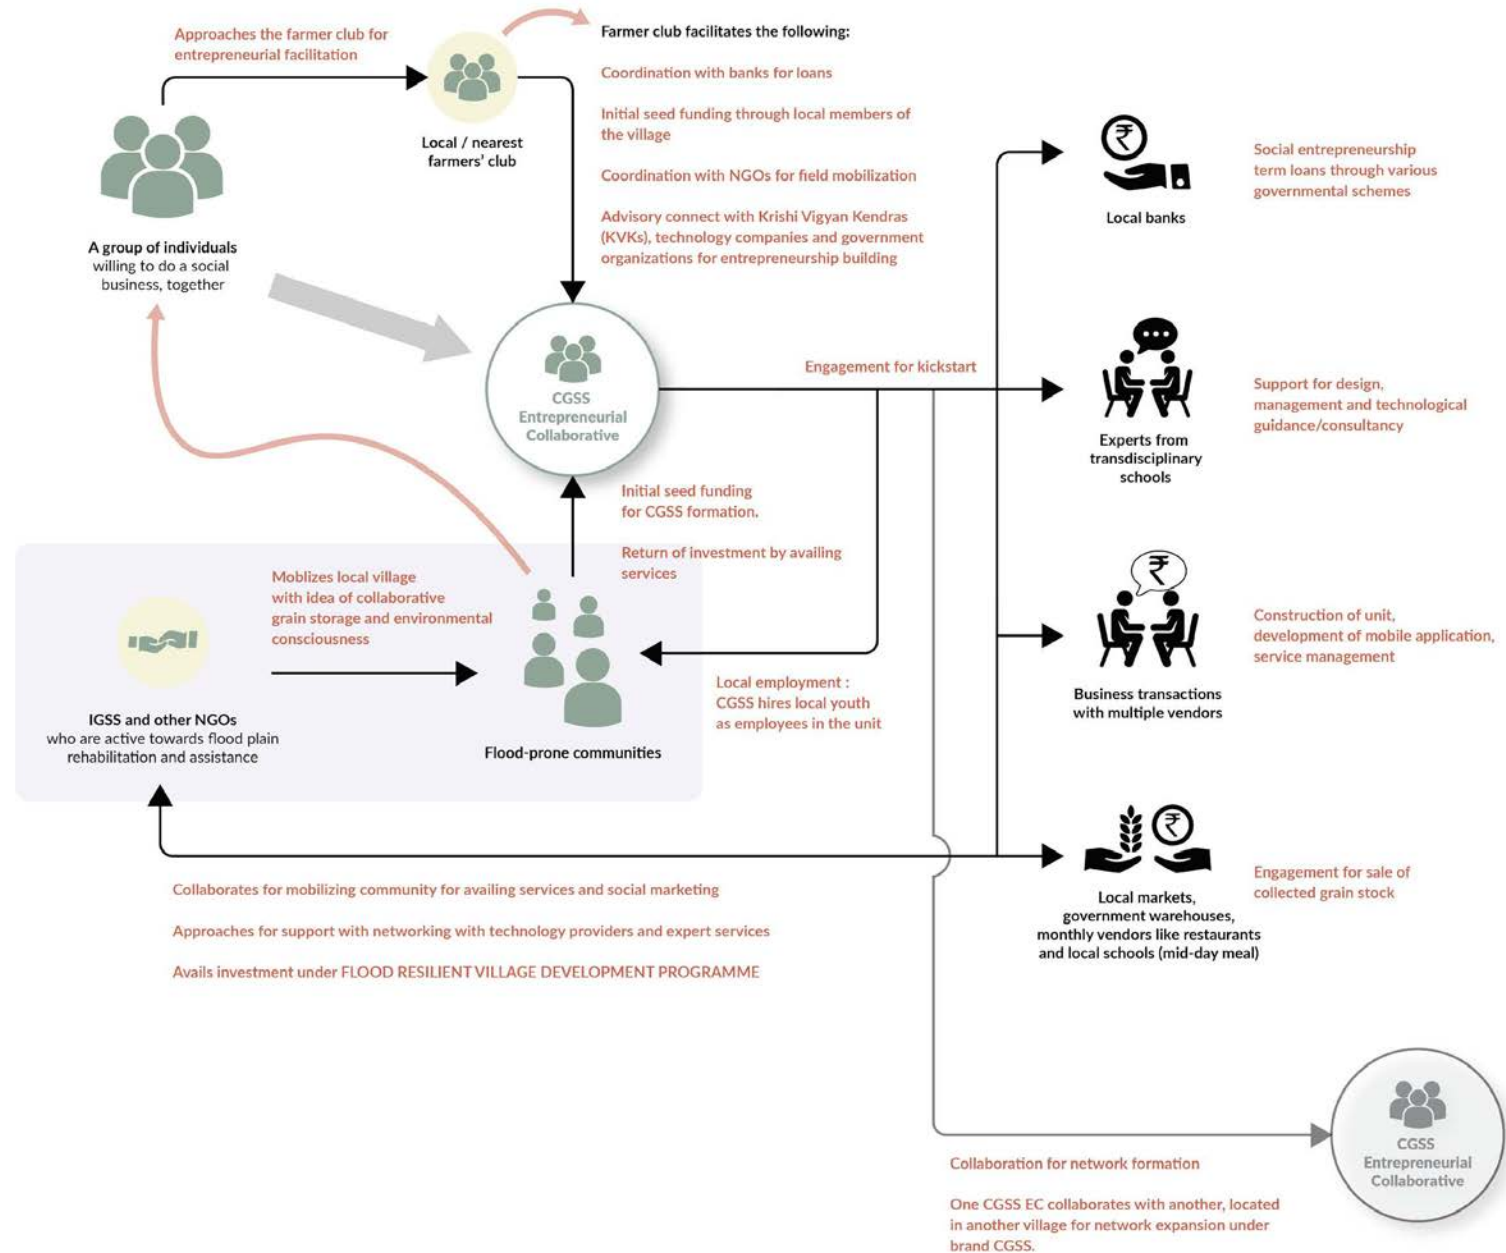 Approaches the farmer club for
entrepreneurial facilitation
Local / nearest
farmers' club
Farmer club facilitates the following:
Coordination with banks for loans
Initial seed funding through local members of
the village
Coordination with NGOs for field mobilization
Advisory connect with Krishi Vigyan Kendras
(KVKs), technology companies and government
organizations for entrepreneurship building
A group of individuals
willing to do a social
business, together
₹
Local banks
Social entrepreneurship
term loans through various
governmental schemes
CGSS
Entrepreneurial
Collaborative
Engagement for kickstart
Experts from
transdisciplinary
schools
Support for design,
management and technological
guidance/consultancy
Initial seed funding
for CGSS formation.
Return of investment by availing
services
Moblizes local village
with idea of collaborative
grain storage and environmental
consciousness
IGSS and other NGOs
who are active towards flood plain
rehabilitation and assistance
Flood-prone communities
Local employment :
CGSS hires local youth
as employees in the unit
₹
Business transactions
with multiple vendors
Construction of unit,
development of mobile application,
service management
₹
Local markets,
government warehouses,
monthly vendors like restaurants
and local schools (mid-day meal)
Engagement for sale of
collected grain stock
Collaborates for mobilizing community for availing services and social marketing
Approaches for support with networking with technology providers and expert services
Avails investment under FLOOD RESILIENT VILLAGE DEVELOPMENT PROGRAMME
CGSS
Entrepreneurial
Collaborative
Collaboration for network formation
One CGSS EC collaborates with another, located
in another village for network expansion under
brand CGSS.